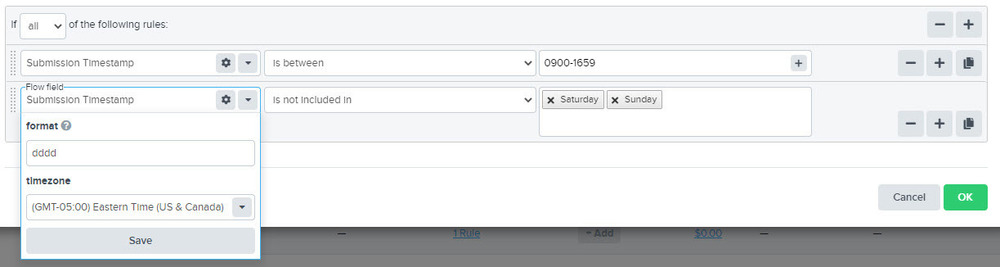 If all of the following rules:
Submission Timestamp is between 0900-1659
Flow field
Submission Timestamp is not included in × Saturday × Sunday
format
dddd
timezone
(GMT-05:00) Eastern Time (US & Canada)
Cancel OK
Save
— 1 Rule + Add $0.00 — —